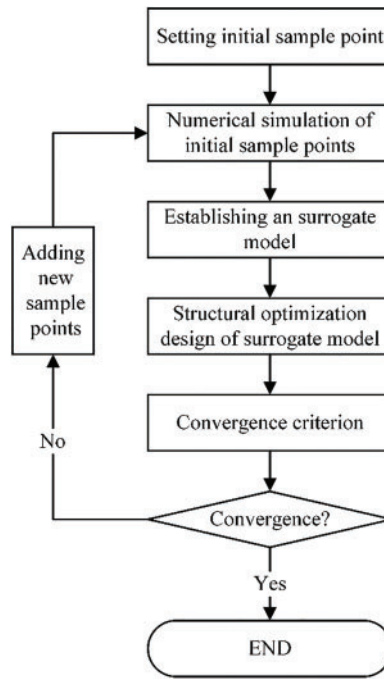 Setting initial sample point
Numerical simulation of
initial sample points
Establishing an surrogate
model
Adding
new
sample
points
Structural optimization
design of surrogate model
Convergence criterion
No
Convergence?
Yes
END